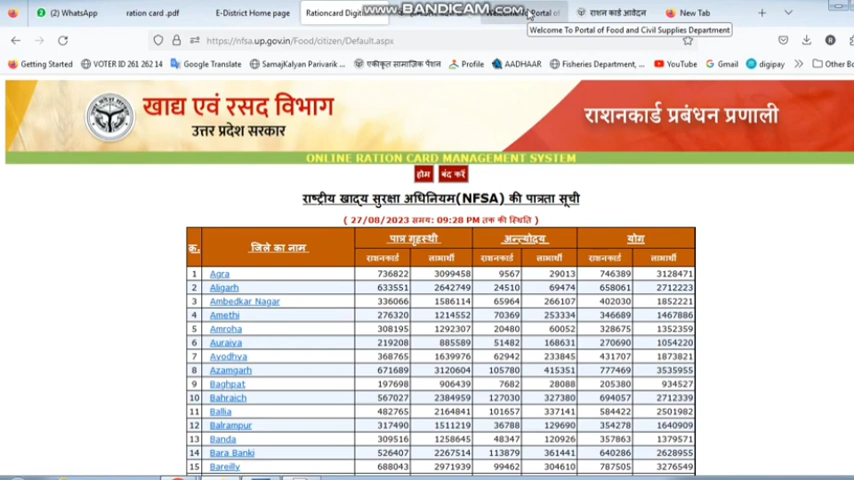 (2) WhatsApp
ration card .pdf
E-District Home page
Rationcard Digiti
WWW.BANDICAM.COM
Portal of
राशन कार्ड आवेदन
New Tab
https://nfsa.up.gov.in/Food/citizen/Default.aspx
Welcome To Portal of Food and Civil Supplies Department
Getting Started
VOTER ID 261 262 14
Google Translate
SamajKalyan Parivarik ...
एकीकृत सामाजिक पेंशन
Profile
AADHAAR
Fisheries Department,...
YouTube
Gmail
digipay
Other Bo
खाद्य एवं रसद विभाग
उत्तर प्रदेश सरकार
राशनकार्ड प्रबंधन प्रणाली
ONLINE RATION CARD MANAGEMENT SYSTEM
होम बंद करें
राष्ट्रीय खाद्य सुरक्षा अधिनियम(NFSA) की पात्रता सूची
( 27/08/2023 समय: 09:28 PM तक की स्थिति )
क्र. जिले का नाम पात्र गृहस्थी अन्त्योदय योग
राशनकार्ड लाभार्थी राशनकार्ड लाभार्थी राशनकार्ड लाभार्थी
1 Agra 736822 3099458 9567 29013 746389 3128471
2 Aligarh 633551 2642749 24510 69474 658061 2712223
3 Ambedkar Nagar 336066 1586114 65964 266107 402030 1852221
4 Amethi 276320 1214552 70369 253334 346689 1467886
5 Amroha 308195 1292307 20480 60052 328675 1352359
6 Auraiya 219208 885589 51482 168631 270690 1054220
7 Ayodhya 368765 1639976 62942 233845 431707 1873821
8 Azamgarh 671689 3120604 105780 415351 777469 3535955
9 Baghpat 197698 906439 7682 28088 205380 934527
10 Bahraich 567027 2384959 127030 327380 694057 2712339
11 Ballia 482765 2164841 101657 337141 584422 2501982
12 Balrampur 317490 1511219 36788 129690 354278 1640909
13 Banda 309516 1258645 48347 120926 357863 1379571
14 Bara Banki 526407 2267514 113879 361441 640286 2628955
15 Bareilly 688043 2971939 99462 304610 787505 3276549